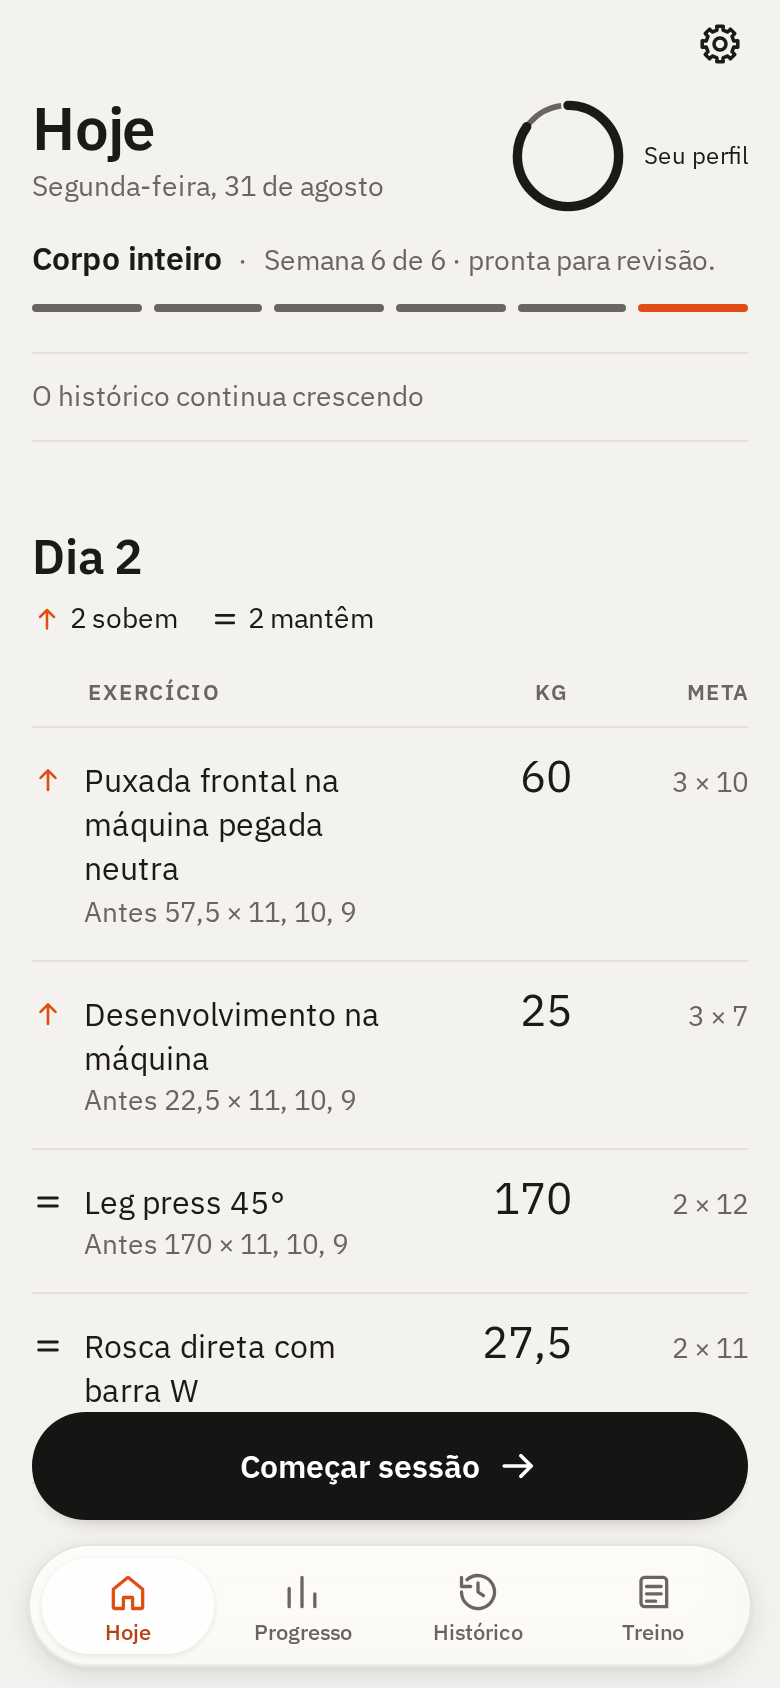 Hoje
Segunda-feira, 31 de agosto
Seu perfil
Corpo inteiro · Semana 6 de 6 · pronta para revisão.
O histórico continua crescendo
Dia 2
↑ 2 sobem = 2 mantêm
EXERCÍCIO KG META
↑ Puxada frontal na 60 3 × 10
máquina pegada
neutra
Antes 57,5 × 11, 10, 9
↑ Desenvolvimento na 25 3 × 7
máquina
Antes 22,5 × 11, 10, 9
= Leg press 45° 170 2 × 12
Antes 170 × 11, 10, 9
= Rosca direta com 27,5 2 × 11
barra W
Começar sessão →
Hoje Progresso Histórico Treino